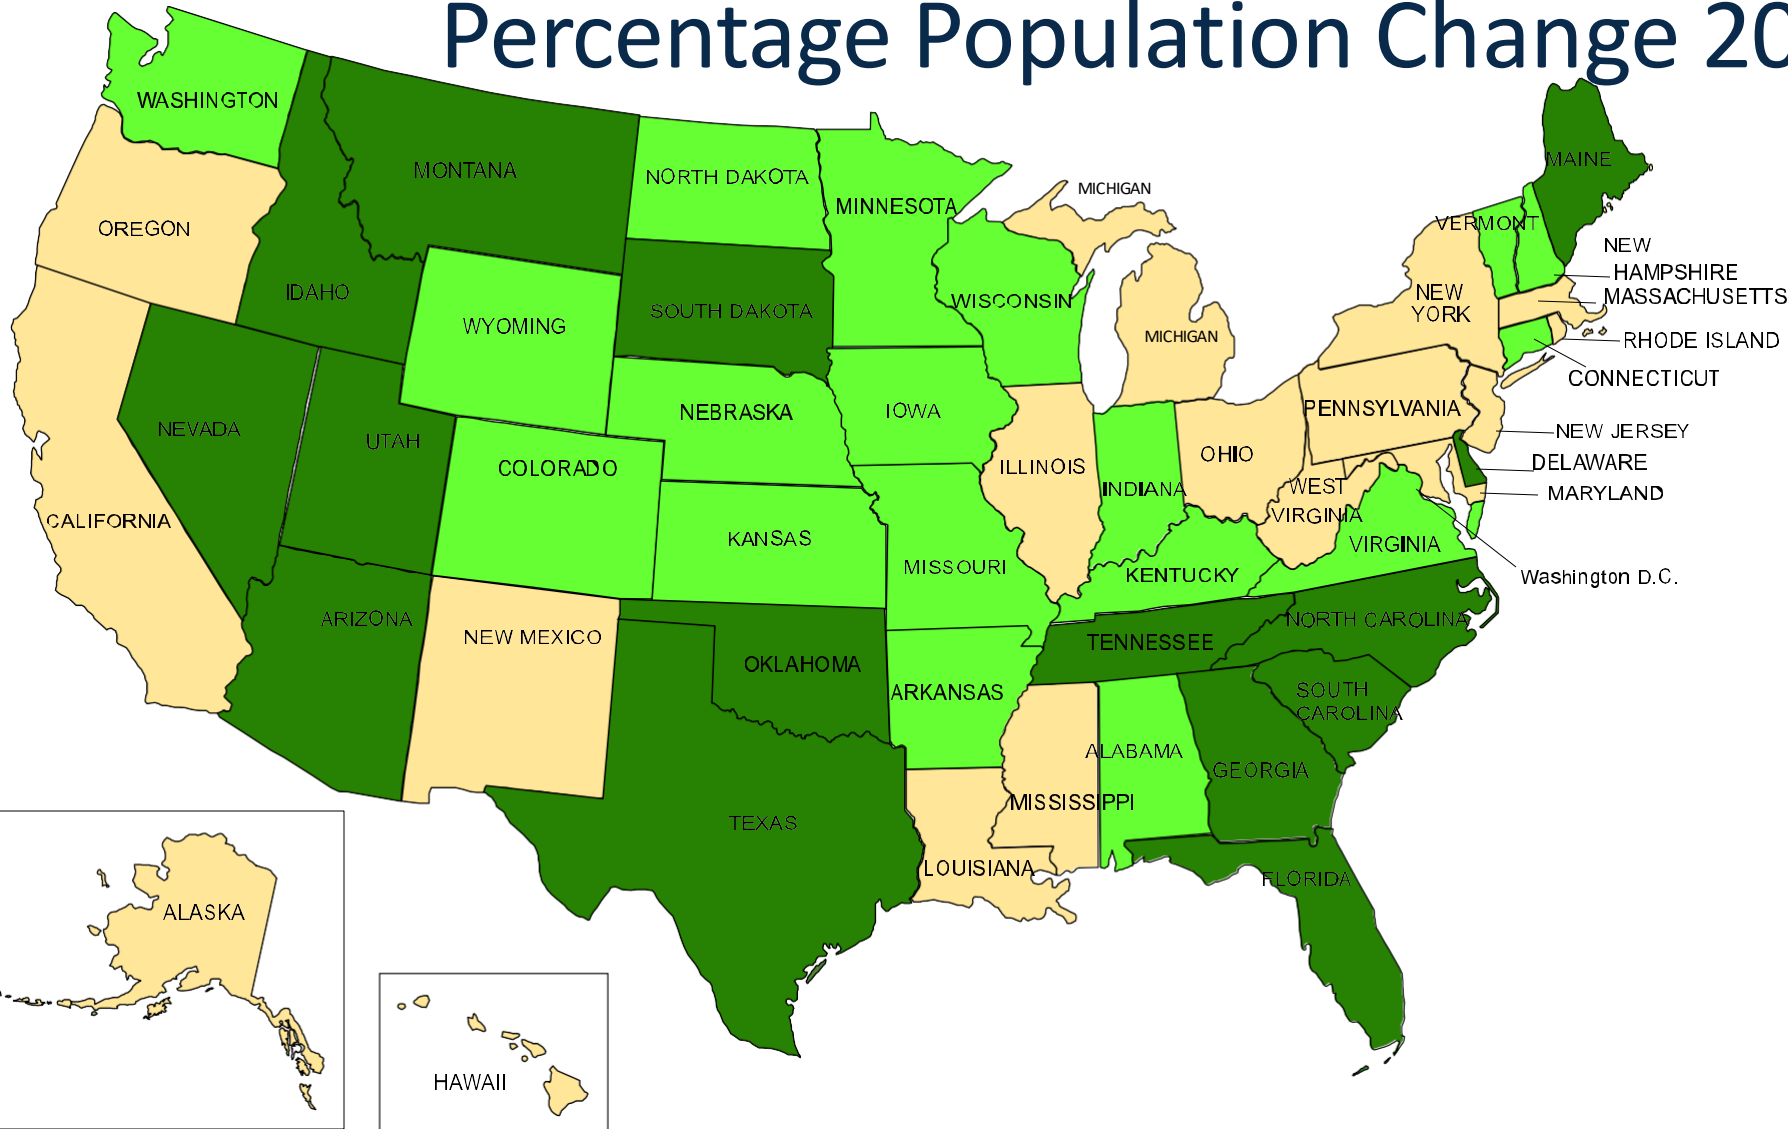 Percentage Population Change 20
WASHINGTON
MONTANA
NORTH DAKOTA
MINNESOTA
MICHIGAN
MAINE
OREGON
VERMONT
NEW
HAMPSHIRE
IDAHO
SOUTH DAKOTA
WISCONSIN
NEW
YORK
MASSACHUSETTS
WYOMING
MICHIGAN
RHODE ISLAND
CONNECTICUT
NEVADA
UTAH
NEBRASKA
IOWA
PENNSYLVANIA
NEW JERSEY
COLORADO
ILLINOIS
INDIANA
OHIO
DELAWARE
WEST
VIRGINIA
MARYLAND
CALIFORNIA
KANSAS
MISSOURI
KENTUCKY
VIRGINIA
Washington D.C.
ARIZONA
NEW MEXICO
OKLAHOMA
TENNESSEE
NORTH CAROLINA
ARKANSAS
SOUTH
CAROLINA
ALABAMA
GEORGIA
MISSISSIPPI
TEXAS
LOUISIANA
FLORIDA
ALASKA
HAWAII